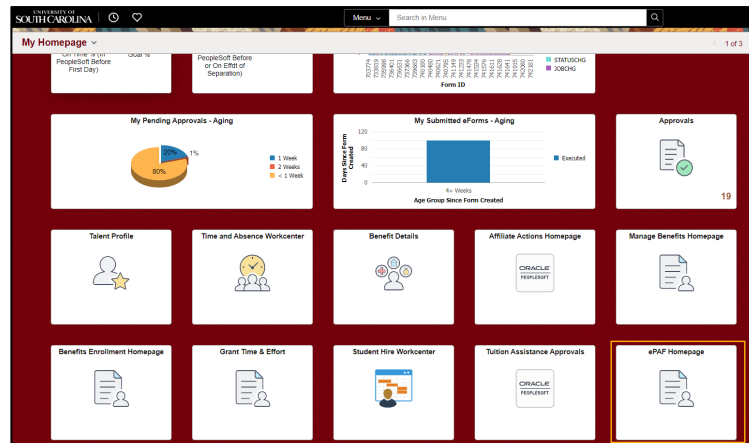 UNIVERSITY OF
SOUTH CAROLINA
Menu
Search in Menu
My Homepage
1 of 3
On Time % (In
PeopleSoft Before
First Day)
Goal %
PeopleSoft Before
or On Effdt of
Separation)
STATUSCHG
JOBCHG
Form ID
My Pending Approvals - Aging
20%
1%
80%
1 Week
2 Weeks
< 1 Week
My Submitted eForms - Aging
Days Since Form
Created
120
80
40
0
4+ Weeks
Age Group Since Form Created
Executed
Approvals
19
Talent Profile
Time and Absence Workcenter
Benefit Details
Affiliate Actions Homepage
ORACLE
PEOPLESOFT
Manage Benefits Homepage
Benefits Enrollment Homepage
Grant Time & Effort
Student Hire Workcenter
Tuition Assistance Approvals
ORACLE
PEOPLESOFT
ePAF Homepage